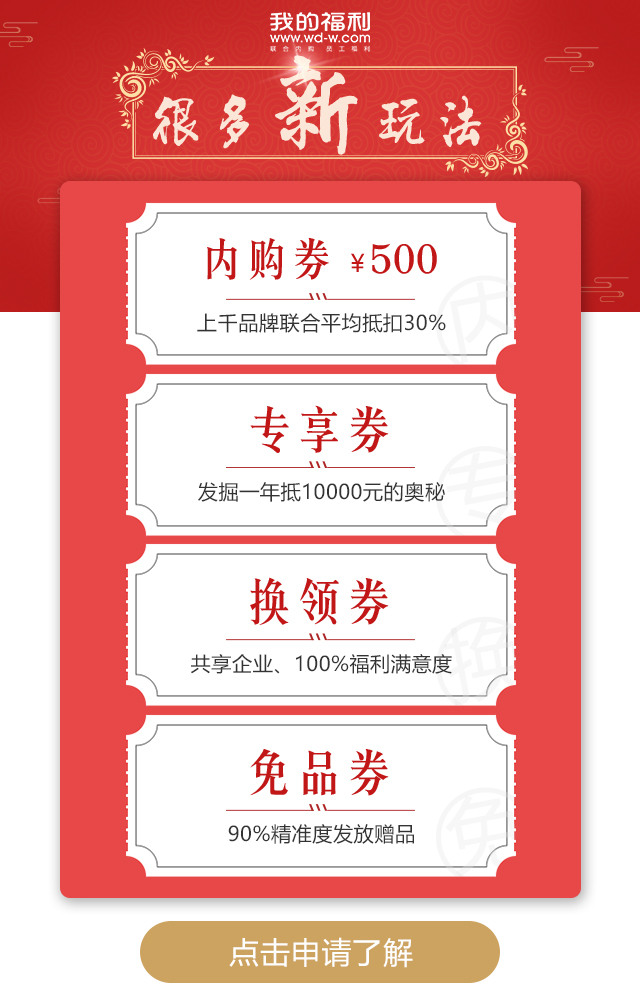 我的福利
www.wd-w.com
联合内购 员工福利
很多新玩法
内购券 ¥500
上千品牌联合平均抵扣30%
内
专享券
发掘一年抵10000元的奥秘
专
换领券
共享企业、100%福利满意度
换
免品券
90%精准度发放赠品
免
点击申请了解